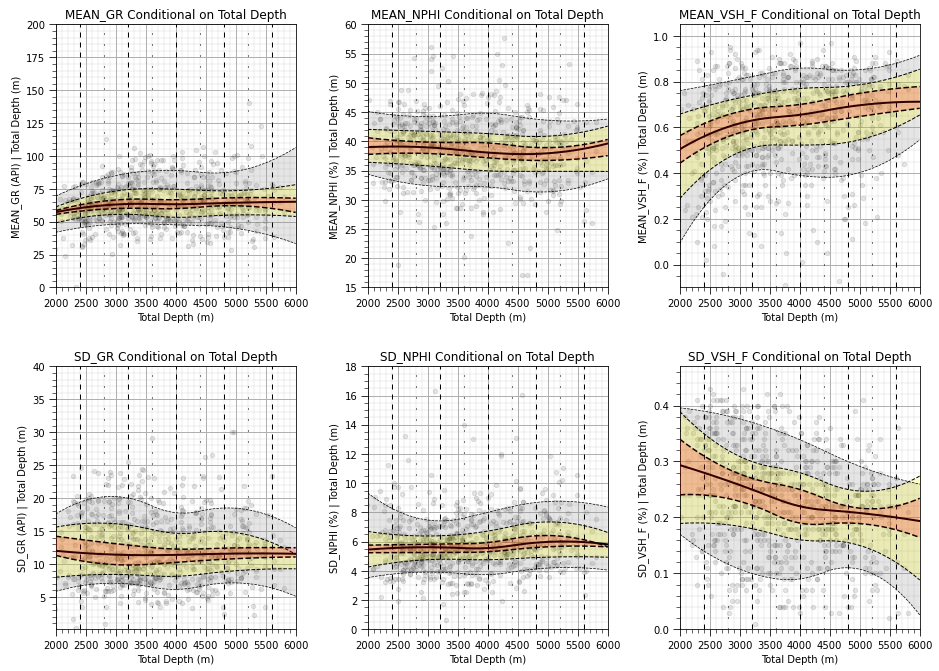 MEAN_GR Conditional on Total Depth
MEAN_NPHI Conditional on Total Depth
MEAN_VSH_F Conditional on Total Depth
MEAN_GR (API) | Total Depth (m)
200
175
150
125
100
75
50
25
0
2000 2500 3000 3500 4000 4500 5000 5500 6000
Total Depth (m)
MEAN_NPHI (%) | Total Depth (m)
60
55
50
45
40
35
30
25
20
15
2000 2500 3000 3500 4000 4500 5000 5500 6000
Total Depth (m)
MEAN_VSH_F (%) | Total Depth (m)
1.0
0.8
0.6
0.4
0.2
0.0
2000 2500 3000 3500 4000 4500 5000 5500 6000
Total Depth (m)
SD_GR Conditional on Total Depth
SD_NPHI Conditional on Total Depth
SD_VSH_F Conditional on Total Depth
SD_GR (API) | Total Depth (m)
40
35
30
25
20
15
10
5
2000 2500 3000 3500 4000 4500 5000 5500 6000
Total Depth (m)
SD_NPHI (%) | Total Depth (m)
18
16
14
12
10
8
6
4
2
0
2000 2500 3000 3500 4000 4500 5000 5500 6000
Total Depth (m)
SD_VSH_F (%) | Total Depth (m)
0.4
0.3
0.2
0.1
0.0
2000 2500 3000 3500 4000 4500 5000 5500 6000
Total Depth (m)